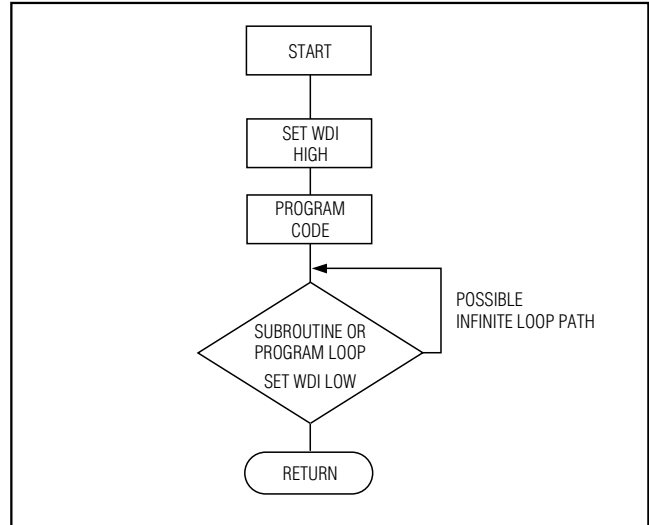 START
SET WDI
HIGH
PROGRAM
CODE
POSSIBLE
INFINITE LOOP PATH
SUBROUTINE OR
PROGRAM LOOP
SET WDI LOW
RETURN